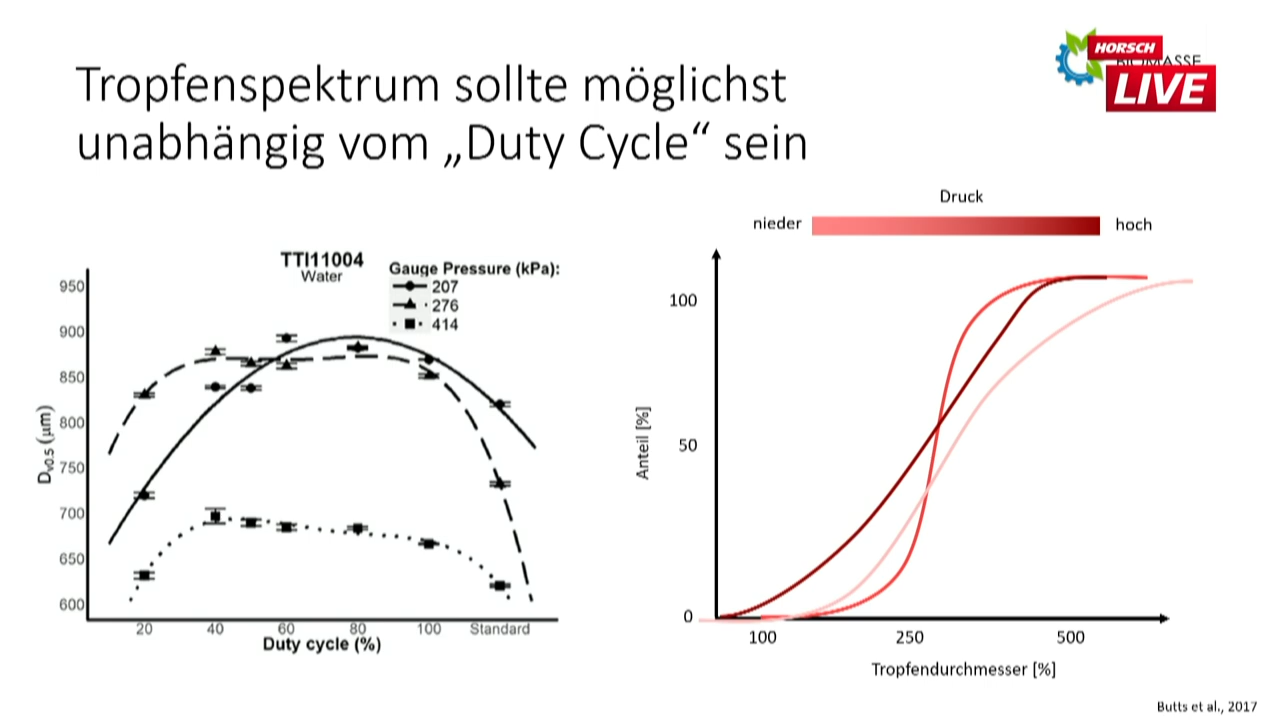 Tropfenspektrum sollte möglichst
unabhängig vom „Duty Cycle“ sein
HORSCH
LIVE
TTI11004
Water
Gauge Pressure (kPa):
207
276
414
950
900
850
800
750
700
650
600
Dv0.5 (μm)
20 40 60 80 100 Standard
Duty cycle (%)
Druck
nieder hoch
100
50
0
Anteil [%]
100 250 500
Tropfendurchmesser [%]
Butts et al., 2017